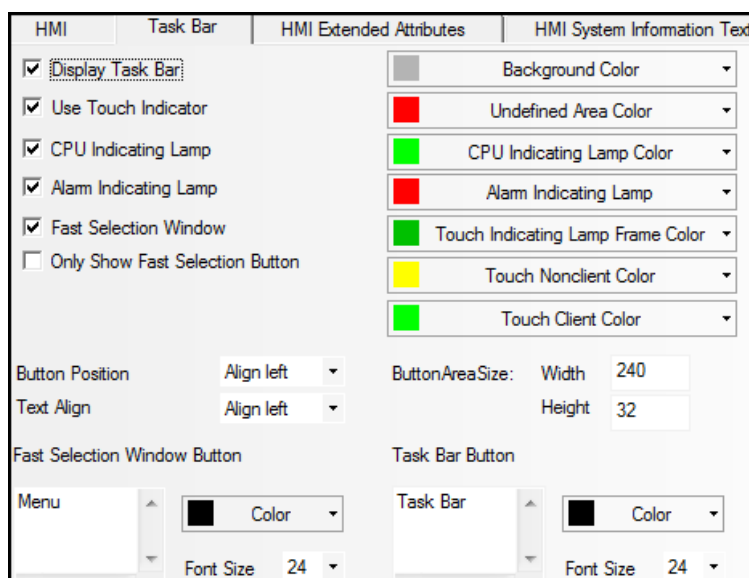 HMI Task Bar HMI Extended Attributes HMI System Information Text
Display Task Bar Background Color
Use Touch Indicator Undefined Area Color
CPU Indicating Lamp CPU Indicating Lamp Color
Alarm Indicating Lamp Alarm Indicating Lamp
Fast Selection Window Touch Indicating Lamp Frame Color
Only Show Fast Selection Button Touch Nonclient Color
Touch Client Color
Button Position Align left ButtonAreaSize: Width 240
Text Align Align left Height 32
Fast Selection Window Button Task Bar Button
Menu Color Task Bar Color
Font Size 24 Font Size 24